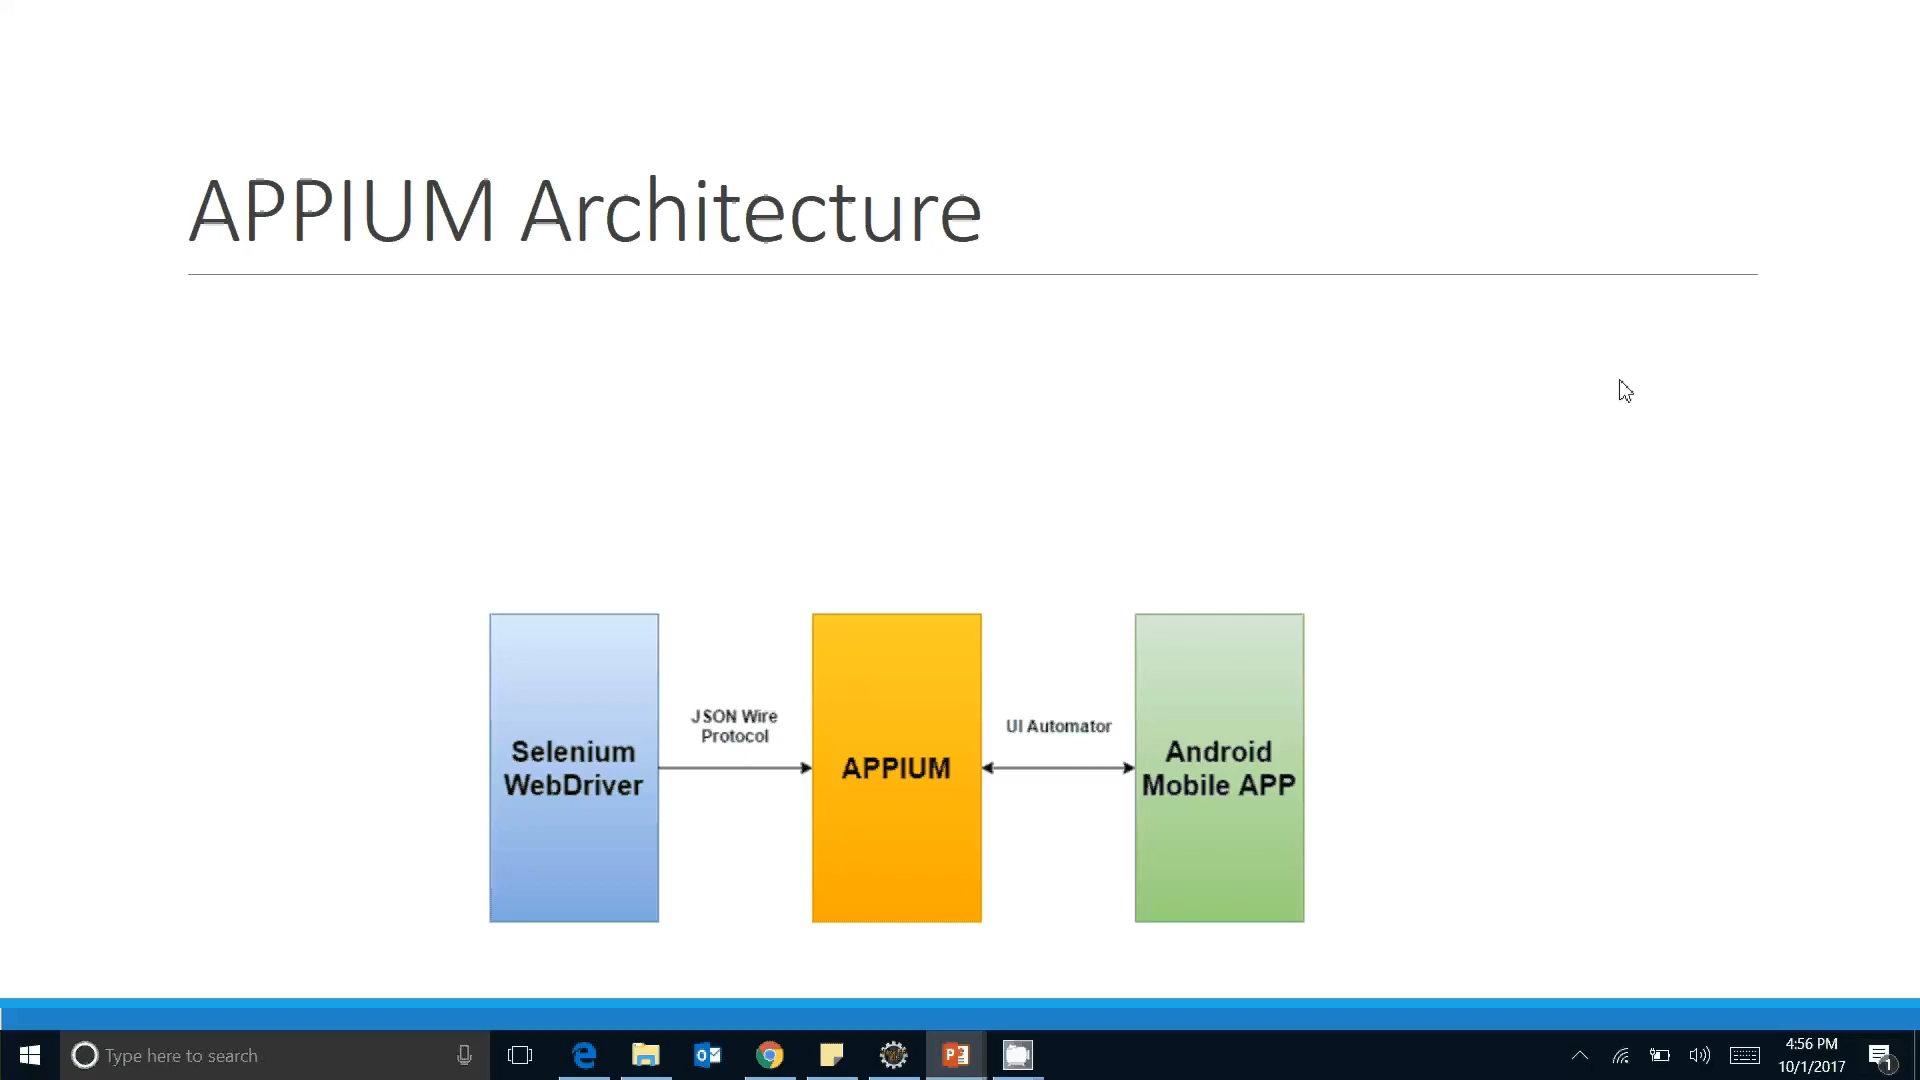 APPIUM Architecture
Selenium
WebDriver
JSON Wire
Protocol
APPIUM
UI Automator
Android
Mobile APP
Type here to search
4:56 PM
10/1/2017
1